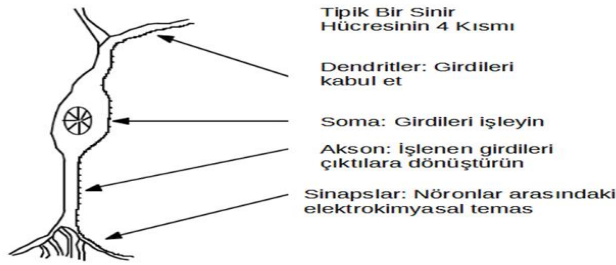 Tipik Bir Sinir
Hücresinin 4 Kısmı
Dendritler: Girdileri
kabul et
Soma: Girdileri işleyin
Akson: İşlenen girdileri
çıktılara dönüştürün
Sinapslar: Nöronlar arasındaki
elektrokimyasal temas